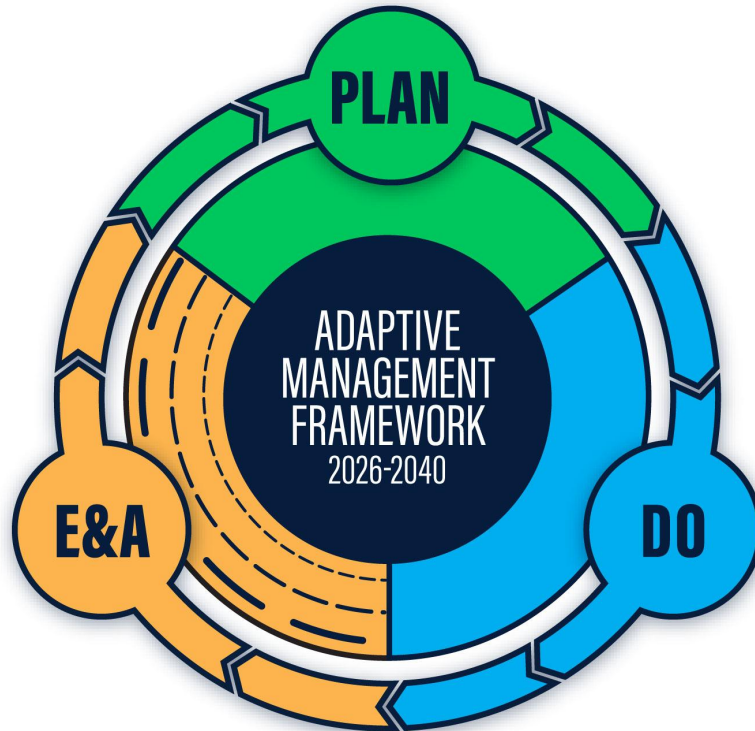 PLAN
ADAPTIVE
MANAGEMENT
FRAMEWORK
2026-2040
E&A
DO